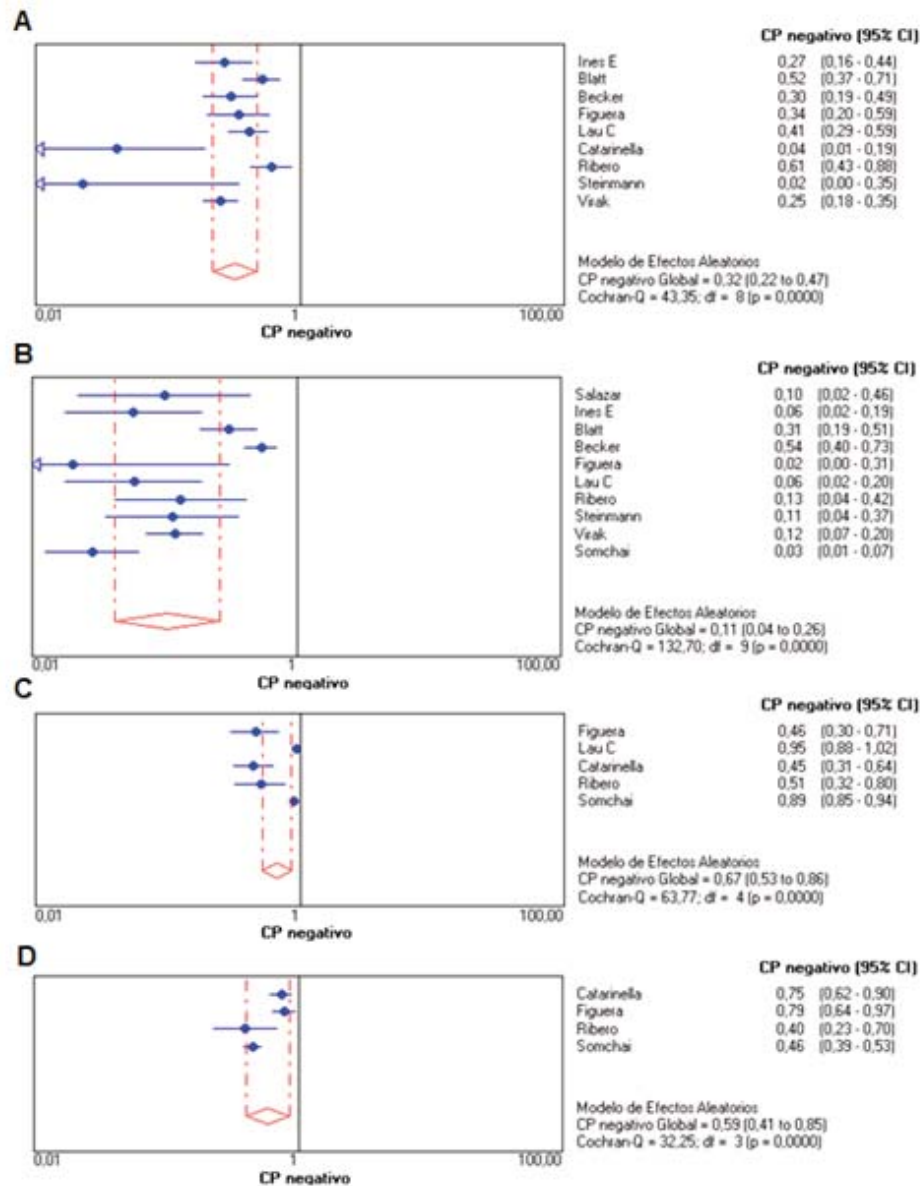 A
CP negativo (95% CI)
Ines E 0,27 (0,16 - 0,44)
Blatt 0,52 (0,37 - 0,71)
Becker 0,30 (0,19 - 0,49)
Figuera 0,34 (0,20 - 0,59)
Lau C 0,41 (0,29 - 0,59)
Catarinella 0,04 (0,01 - 0,19)
Ribero 0,61 (0,43 - 0,88)
Steinmann 0,02 (0,00 - 0,35)
Virak 0,25 (0,18 - 0,35)
Modelo de Efectos Aleatorios
CP negativo Global = 0,32 (0,22 to 0,47)
Cochran-Q = 43,35; df = 8 (p = 0,0000)
0,01 1 100,00
CP negativo
B
CP negativo (95% CI)
Salazar 0,10 (0,02 - 0,46)
Ines E 0,06 (0,02 - 0,19)
Blatt 0,31 (0,19 - 0,51)
Becker 0,54 (0,40 - 0,73)
Figuera 0,02 (0,00 - 0,31)
Lau C 0,06 (0,02 - 0,20)
Ribero 0,13 (0,04 - 0,42)
Steinmann 0,11 (0,04 - 0,37)
Virak 0,12 (0,07 - 0,20)
Somchai 0,03 (0,01 - 0,07)
Modelo de Efectos Aleatorios
CP negativo Global = 0,11 (0,04 to 0,26)
Cochran-Q = 132,70; df = 9 (p = 0,0000)
0,01 1 100,00
CP negativo
C
CP negativo (95% CI)
Figuera 0,46 (0,30 - 0,71)
Lau C 0,95 (0,88 - 1,02)
Catarinella 0,45 (0,31 - 0,64)
Ribero 0,51 (0,32 - 0,80)
Somchai 0,89 (0,85 - 0,94)
Modelo de Efectos Aleatorios
CP negativo Global = 0,67 (0,53 to 0,86)
Cochran-Q = 63,77; df = 4 (p = 0,0000)
0,01 1 100,00
CP negativo
D
CP negativo (95% CI)
Catarinella 0,75 (0,62 - 0,90)
Figuera 0,79 (0,64 - 0,97)
Ribero 0,40 (0,23 - 0,70)
Somchai 0,46 (0,39 - 0,53)
Modelo de Efectos Aleatorios
CP negativo Global = 0,59 (0,41 to 0,85)
Cochran-Q = 32,25; df = 3 (p = 0,0000)
0,01 1 100,00
CP negativo